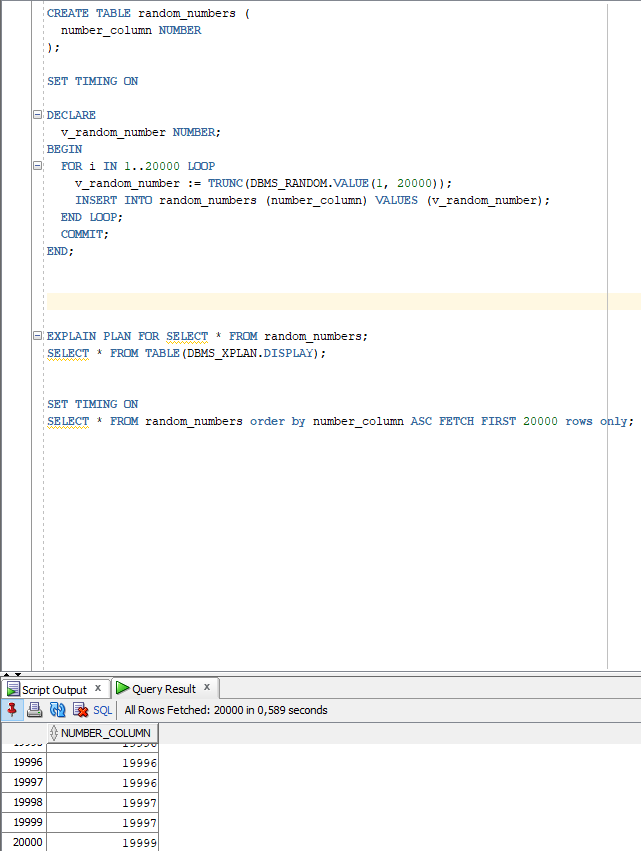 CREATE TABLE random_numbers (
number_column NUMBER
);
SET TIMING ON
DECLARE
v_random_number NUMBER;
BEGIN
FOR i IN 1..20000 LOOP
v_random_number := TRUNC(DBMS_RANDOM.VALUE(1, 20000));
INSERT INTO random_numbers (number_column) VALUES (v_random_number);
END LOOP;
COMMIT;
END;
EXPLAIN PLAN FOR SELECT * FROM random_numbers;
SELECT * FROM TABLE(DBMS_XPLAN.DISPLAY);
SET TIMING ON
SELECT * FROM random_numbers order by number_column ASC FETCH FIRST 20000 rows only;
Script Output x Query Result x
SQL All Rows Fetched: 20000 in 0,589 seconds
NUMBER_COLUMN
19996 19996
19997 19996
19998 19997
19999 19997
20000 19999